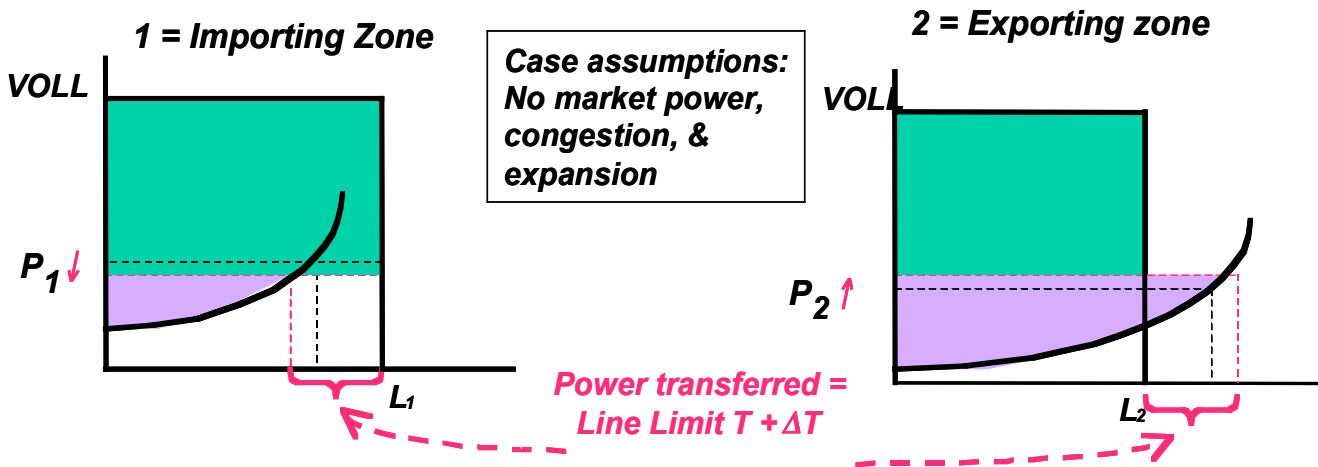 1 = Importing Zone
2 = Exporting zone
Case assumptions:
No market power,
congestion, &
expansion
VOLL
VOLL
P1
P2
L1
L2
Power transferred =
Line Limit T + ΔT